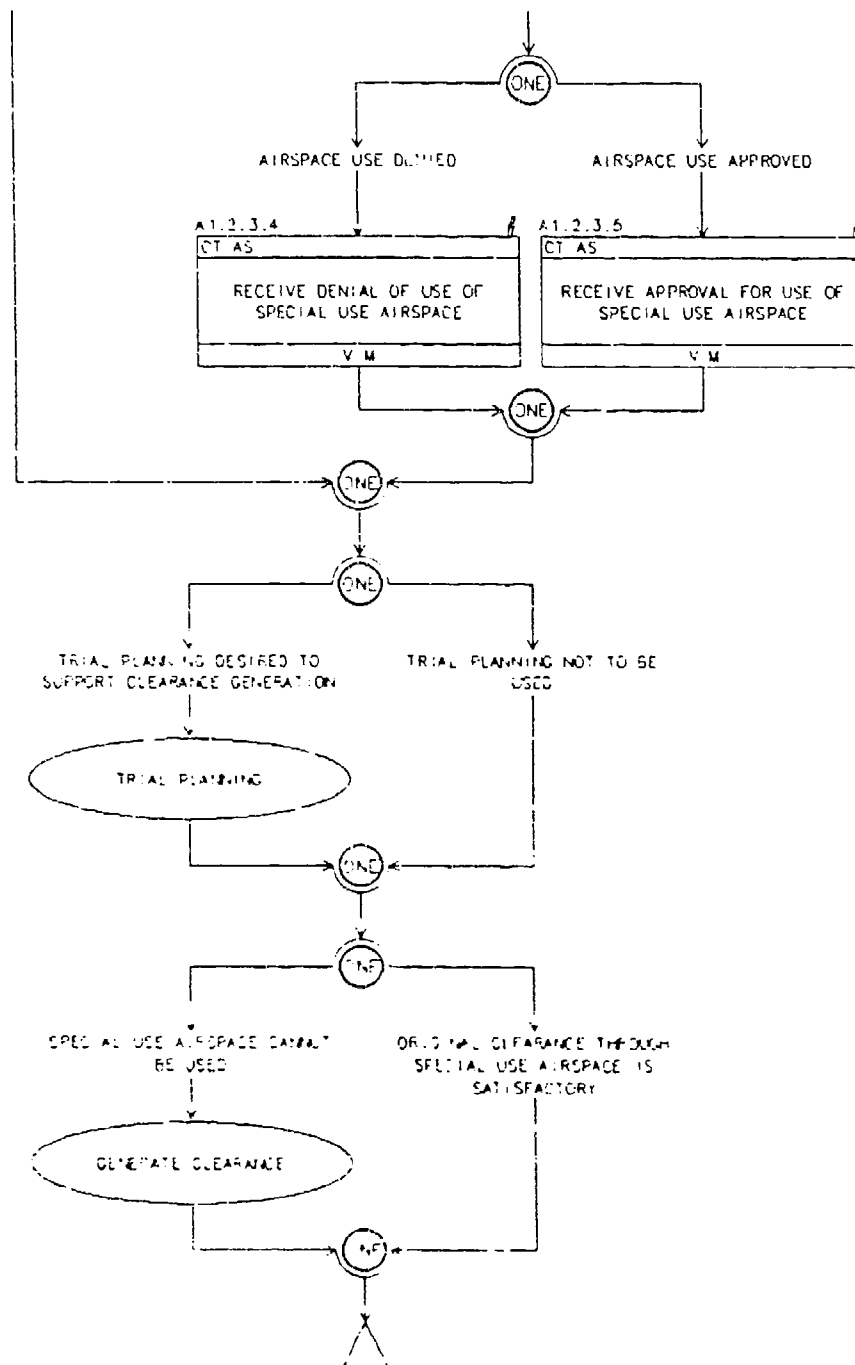 ONE
AIRSPACE USE DENIED
AIRSPACE USE APPROVED
A1.2.3.4
CT AS
RECEIVE DENIAL OF USE OF
SPECIAL USE AIRSPACE
V M
A1.2.3.5
CT AS
RECEIVE APPROVAL FOR USE OF
SPECIAL USE AIRSPACE
V M
ONE
ONE
ONE
TRIAL PLANNING DESIRED TO
SUPPORT CLEARANCE GENERATION
TRIAL PLANNING NOT TO BE
USED
TRIAL PLANNING
ONE
ONE
SPECIAL USE AIRSPACE CANNOT
BE USED
ORIGINAL CLEARANCE THROUGH
SPECIAL USE AIRSPACE IS
SATISFACTORY
GENERATE CLEARANCE
ONE